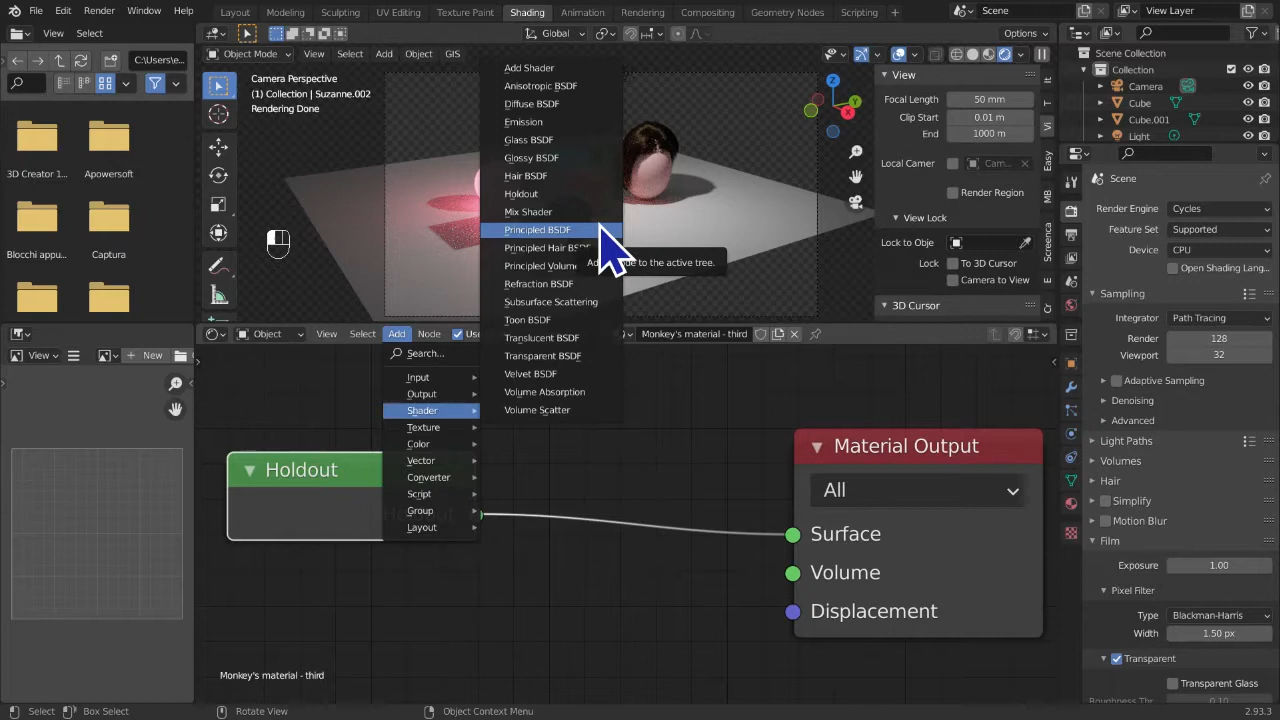 File Edit Render Window Help Layout Modeling Sculpting UV Editing Texture Paint Shading Animation Rendering Compositing Geometry Nodes Scripting Scene View Layer
View Select
Object Mode View Select Add Object GIS Global Options
C:\Use...
Camera Perspective
(1) Collection | Suzanne.002
Rendering Done
3D Creator 1...
Apowersoft
Blocchi appu...
Captura
Add Shader
Anisotropic BSDF
Diffuse BSDF
Emission
Glass BSDF
Glossy BSDF
Hair BSDF
Holdout
Mix Shader
Principled BSDF
Principled Hair BSDF
Principled Volume
Refraction BSDF
Subsurface Scattering
Toon BSDF
Translucent BSDF
Transparent BSDF
Velvet BSDF
Volume Absorption
Volume Scatter
View
Focal Length 50 mm
Clip Start 0.01 m
End 1000 m
Local Camer Cam...
Render Region
View Lock
Lock to Obje
Lock To 3D Cursor
Camera to View
3D Cursor
Scene Collection
Collection
Camera
Cube
Cube.001
Light
Scene
Render Engine Cycles
Feature Set Supported
Device CPU
Open Shading Lang...
Sampling
Integrator Path Tracing
Render 128
Viewport 32
Adaptive Sampling
Denoising
Advanced
Light Paths
Volumes
Hair
Simplify
Motion Blur
Film
Exposure 1.00
Pixel Filter
Type Blackman-Harris
Width 1.50 px
Transparent
Transparent Glass
Roughness Thr... 0.10
View New
Object View Select Add Node Use Monkey's material - third
Search...
Input
Output
Shader
Texture
Color
Vector
Converter
Script
Group
Layout
Holdout
Material Output
All
Surface
Volume
Displacement
Monkey's material - third
Select Box Select Rotate View Object Context Menu 2.93.3